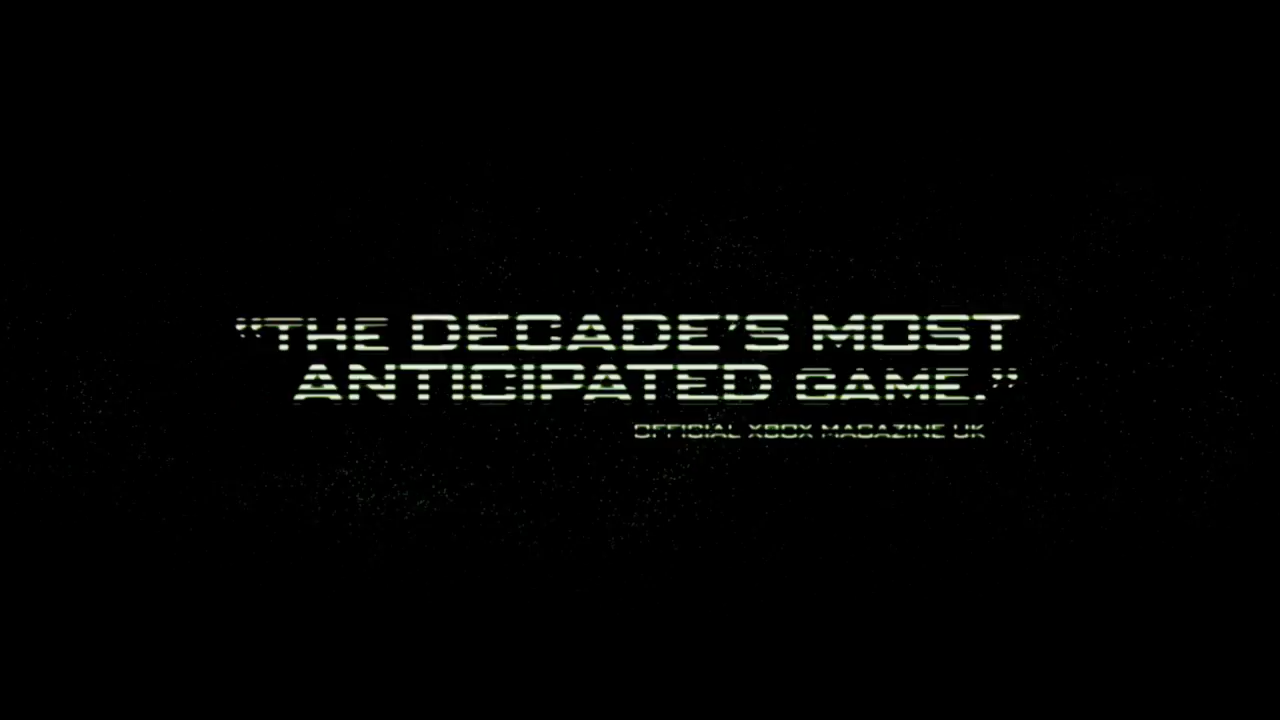 “THE DECADE’S MOST
ANTICIPATED GAME.”
OFFICIAL XBOX MAGAZINE UK